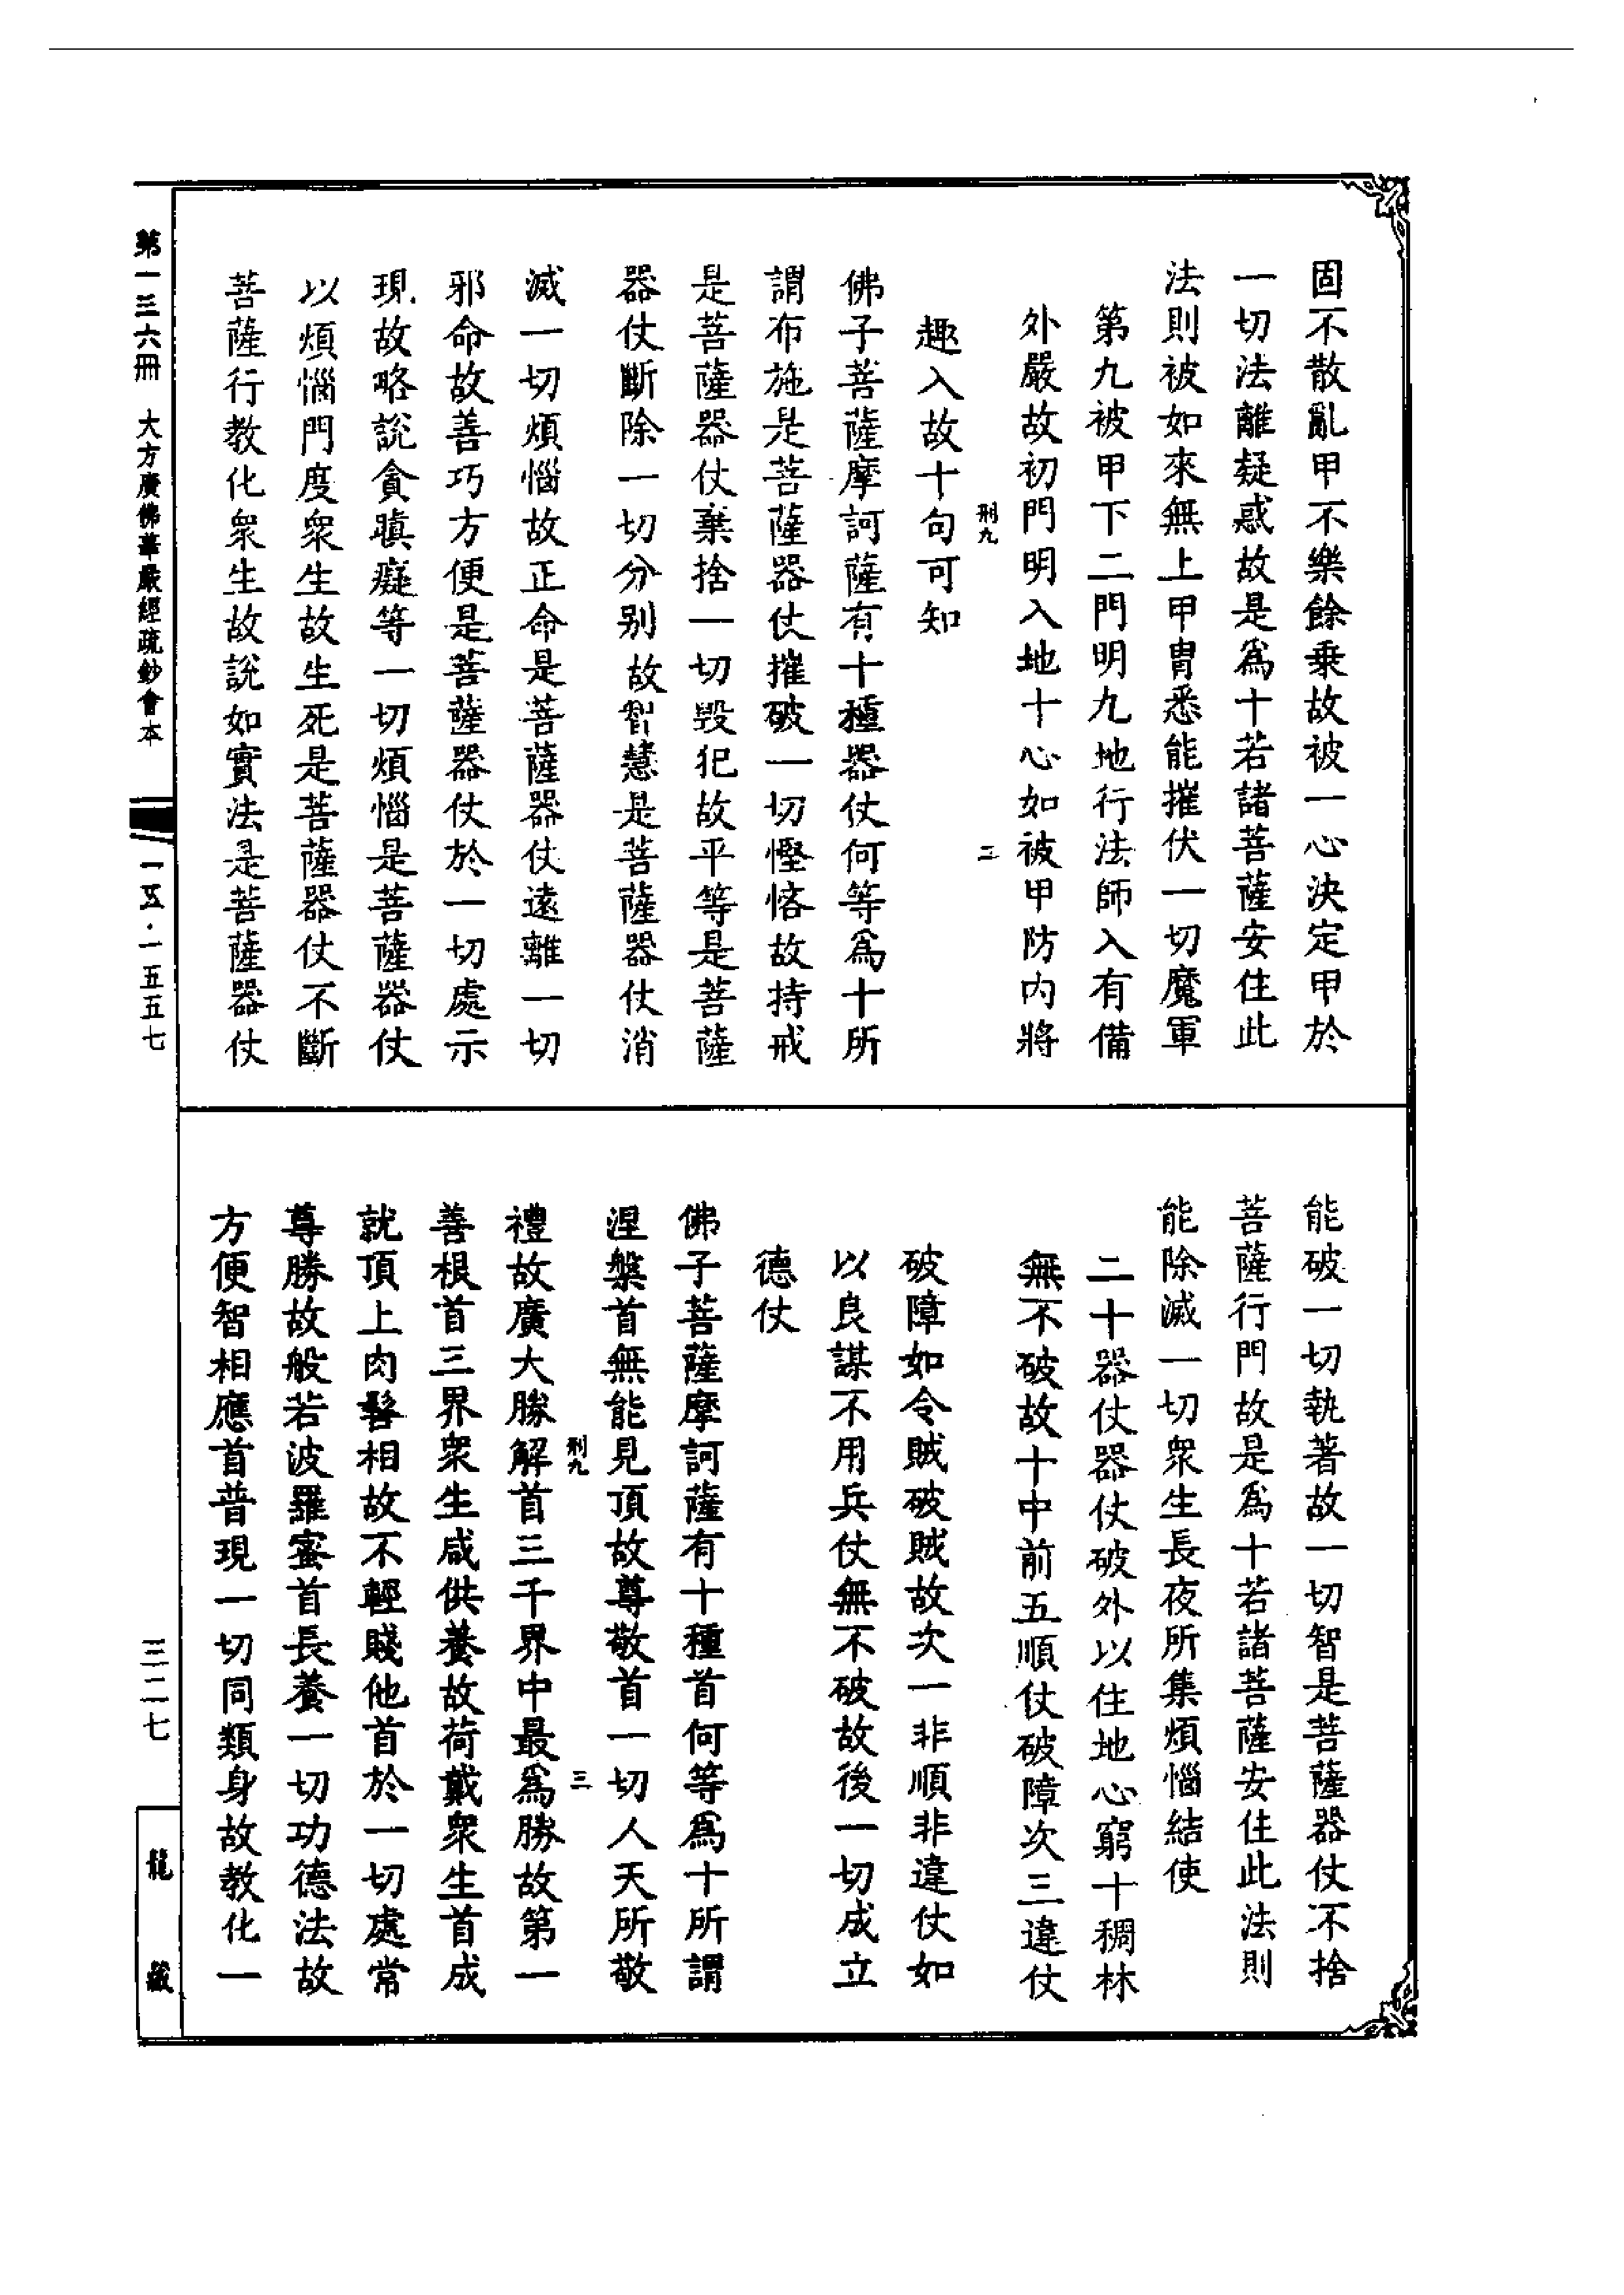 固不散亂甲不樂餘乗故被一心決定甲於
一切法離疑惑故是爲十若諸菩薩安住此
法則被如來無上甲胄悉能摧伏一切魔軍
第九被甲下二門明九地行法師入有備
外嚴故初門明入地十心如被甲防内將
刑九
二
趣入故十句可知
佛子菩薩摩訶薩有十種器仗何等爲十所
謂布施是菩薩器仗摧破一切慳悋故持戒
是菩薩器仗棄捨一切毀犯故平等是菩薩
器仗斷除一切分别故智慧是菩薩器仗消
滅一切煩惱故正命是菩薩器仗遠離一切
邪命故善巧方便是菩薩器仗於一切處示
現故略說貪瞋癡等一切煩惱是菩薩器仗
以煩惱門度衆生故生死是菩薩器仗不斷
菩薩行教化衆生故説如實法是菩薩器仗
能破一切執著故一切智是菩薩器仗不捨
菩薩行門故是爲十若諸菩薩安住此法則
能除滅一切衆生長夜所集煩惱結使
二十器仗器仗破外以住地心窮十稠林
無不破故十中前五順仗破障次三違仗
破障如令賊破賊故次一非順非違仗如
以良謀不用兵仗無不破故後一切成立
德仗
佛子菩薩摩訶薩有十種首何等爲十所謂
涅槃首無能見頂故尊敬首一切人天所敬
刑九
三
禮故廣大勝解首三千界中最爲勝故第一
善根首三界衆生咸供養故荷戴衆生首成
就頂上肉髻相故不輕賤他首於一切處常
尊勝故般若波羅蜜首長養一切功德法故
方便智相應首普現一切同類身故教化一
第一三六冊 大方廣佛華嚴經疏鈔會本
一五·一五五七
三二七
龍藏